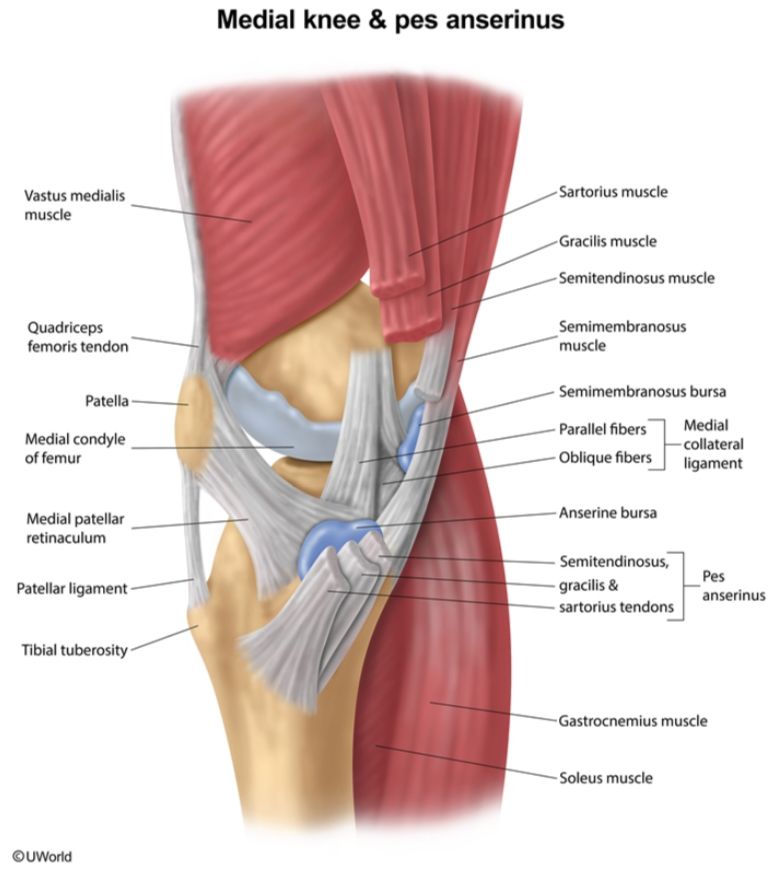 Medial knee & pes anserinus
Vastus medialis
muscle
Quadriceps
femoris tendon
Patella
Medial condyle
of femur
Medial patellar
retinaculum
Patellar ligament
Tibial tuberosity
Sartorius muscle
Gracilis muscle
Semitendinosus muscle
Semimembranosus
muscle
Semimembranosus bursa
Parallel fibers
Oblique fibers
Medial
collateral
ligament
Anserine bursa
Semitendinosus,
gracilis &
sartorius tendons
Pes
anserinus
Gastrocnemius muscle
Soleus muscle
©UWorld